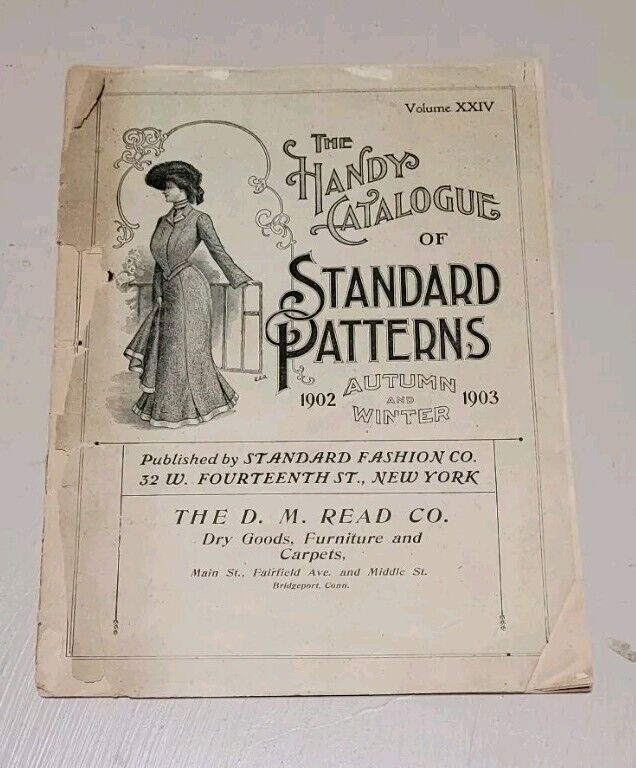 Volume XXIV
THE
HANDY
CATALOGUE
OF
STANDARD
PATTERNS
1902 AUTUMN AND WINTER 1903
Published by STANDARD FASHION CO.
32 W. FOURTEENTH ST., NEW YORK
THE D. M. READ CO.
Dry Goods, Furniture and
Carpets,
Main St., Fairfield Ave. and Middle St.
Bridgeport, Conn.